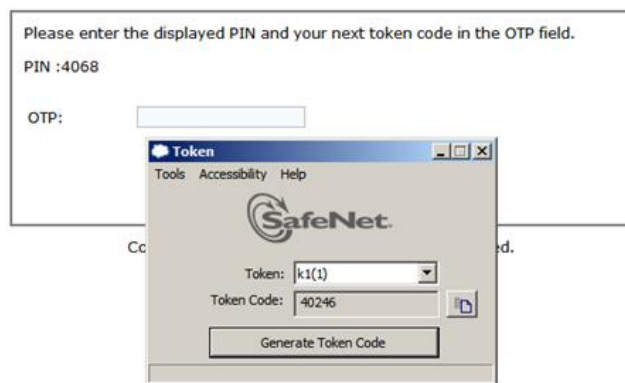 Please enter the displayed PIN and your next token code in the OTP field.
PIN :4068
OTP:
Token
Tools Accessibility Help
SafeNet.
Token: k1(1)
Token Code: 40246
Generate Token Code